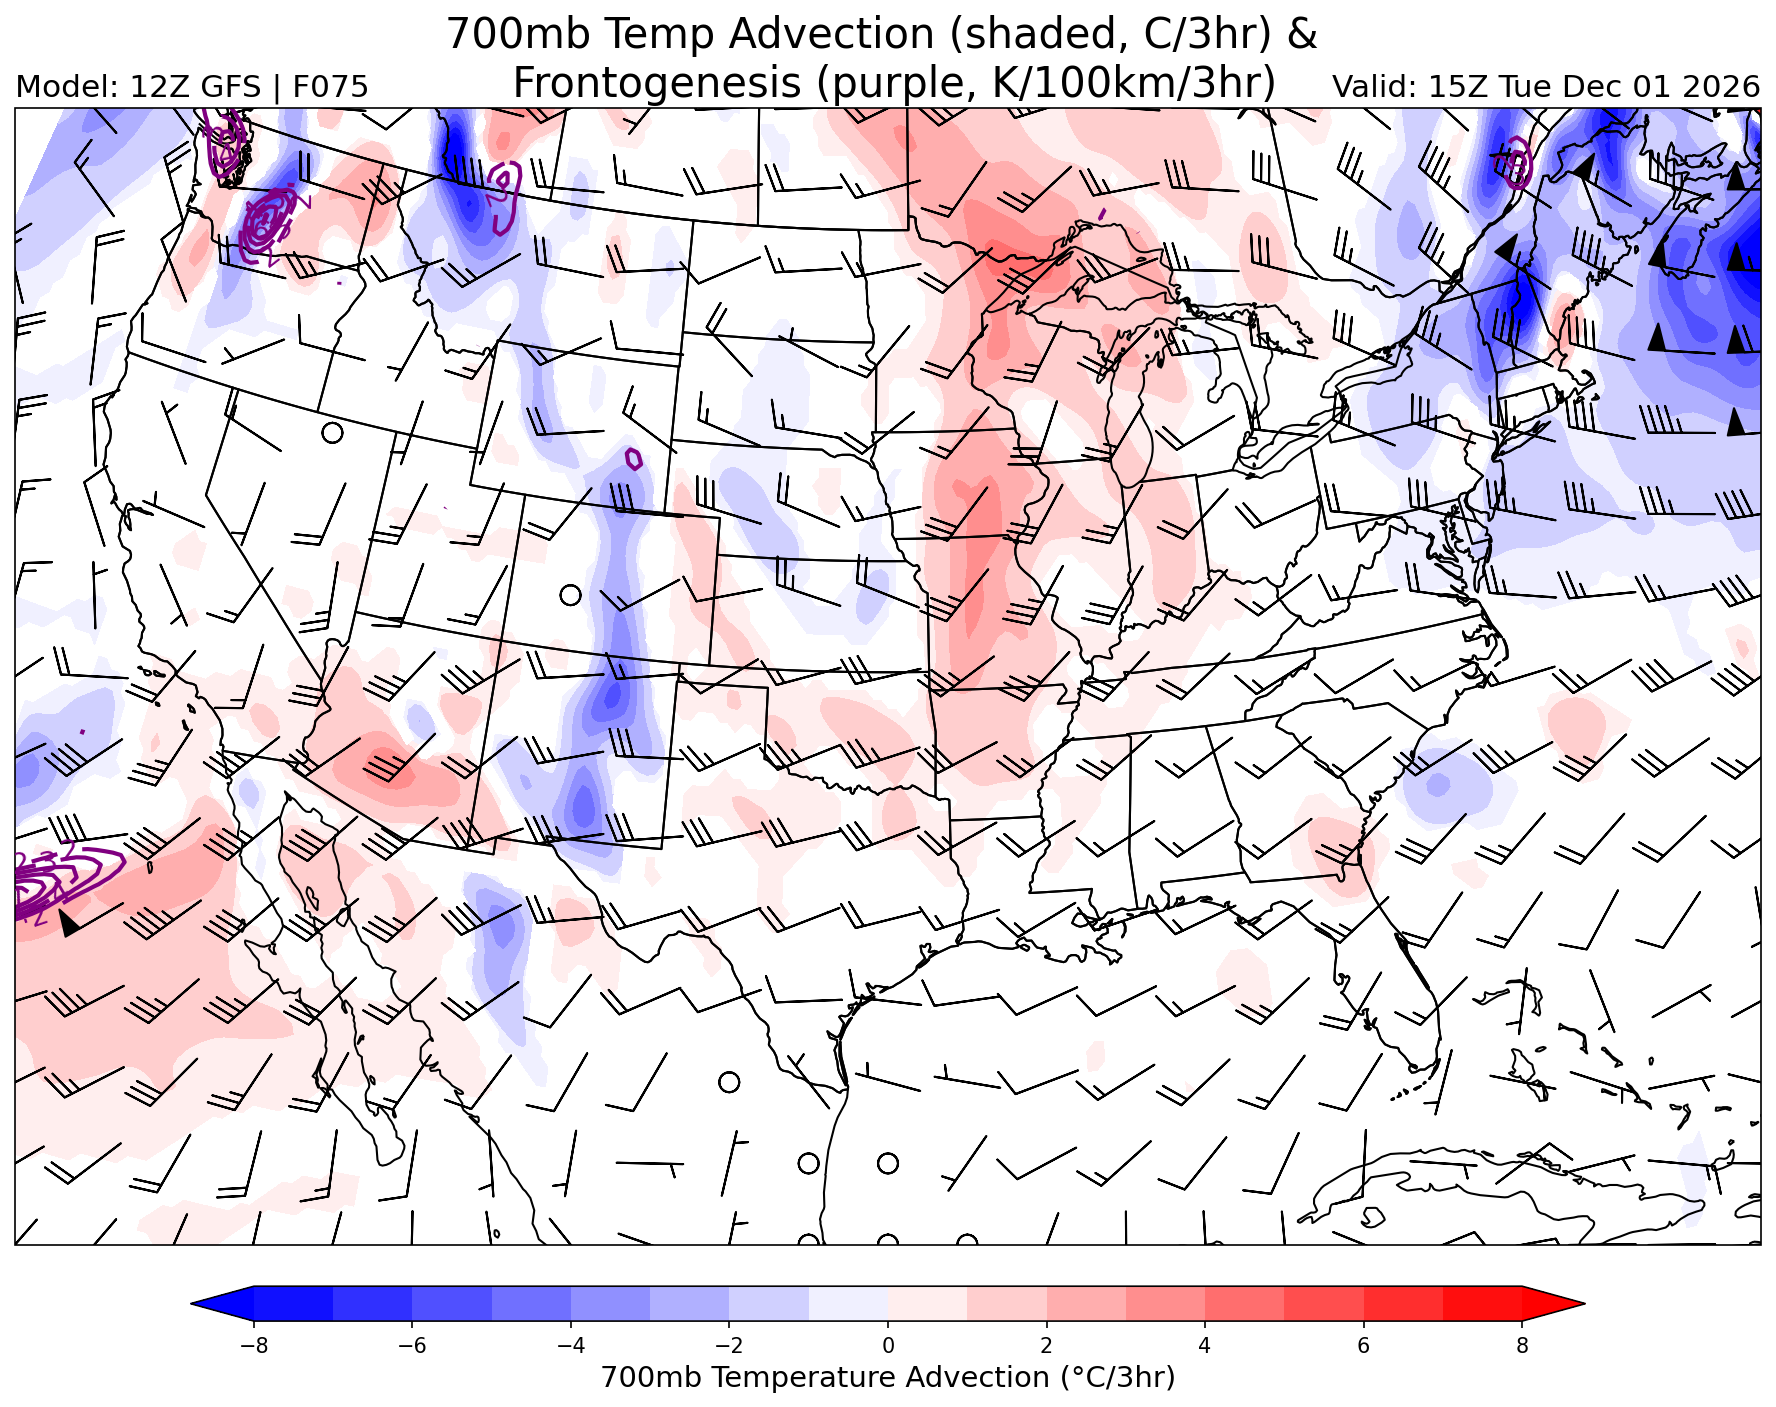 700mb Temp Advection (shaded, C/3hr) &
Frontogenesis (purple, K/100km/3hr)
Model: 12Z GFS | F075
Valid: 15Z Tue Dec 01 2026
−8 −6 −4 −2 0 2 4 6 8
700mb Temperature Advection (°C/3hr)